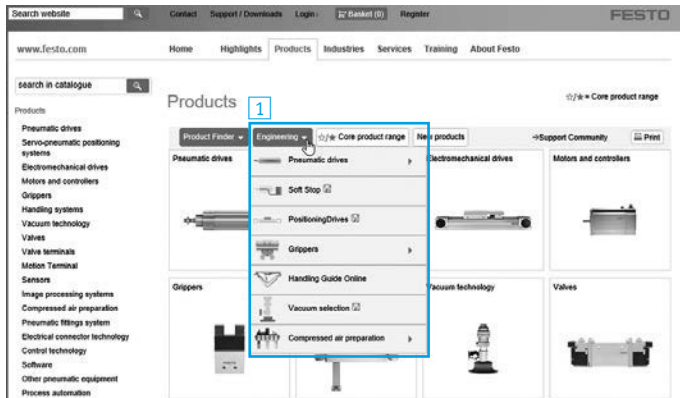 Search website
Contact Support / Downloads Login Basket (0) Register
FESTO
www.festo.com
Home Highlights Products Industries Services Training About Festo
search in catalogue
Products
Pneumatic drives
Servo-pneumatic positioning
systems
Electromechanical drives
Motors and controllers
Grippers
Handling systems
Vacuum technology
Valves
Valve terminals
Motion Terminal
Sensors
Image processing systems
Compressed air preparation
Pneumatic fittings system
Electrical connector technology
Control technology
Software
Other pneumatic equipment
Process automation
Products
1
☆/★ = Core product range
Product Finder Engineering ☆/★ Core product range New products →Support Community Print
Pneumatic drives
Electromechanical drives
Motors and controllers
Pneumatic drives
Soft Stop
PositioningDrives
Grippers
Handling Guide Online
Vacuum selection
Compressed air preparation
Grippers
Vacuum technology
Valves